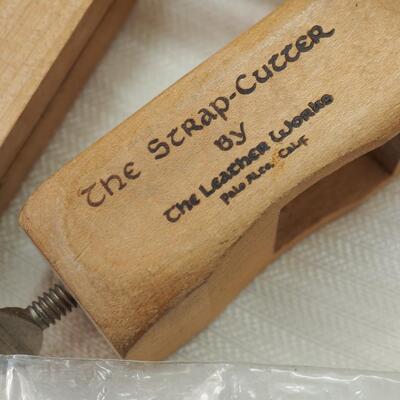 The Strap-Cutter
By
The Leather Works
Palo Alto, Calif